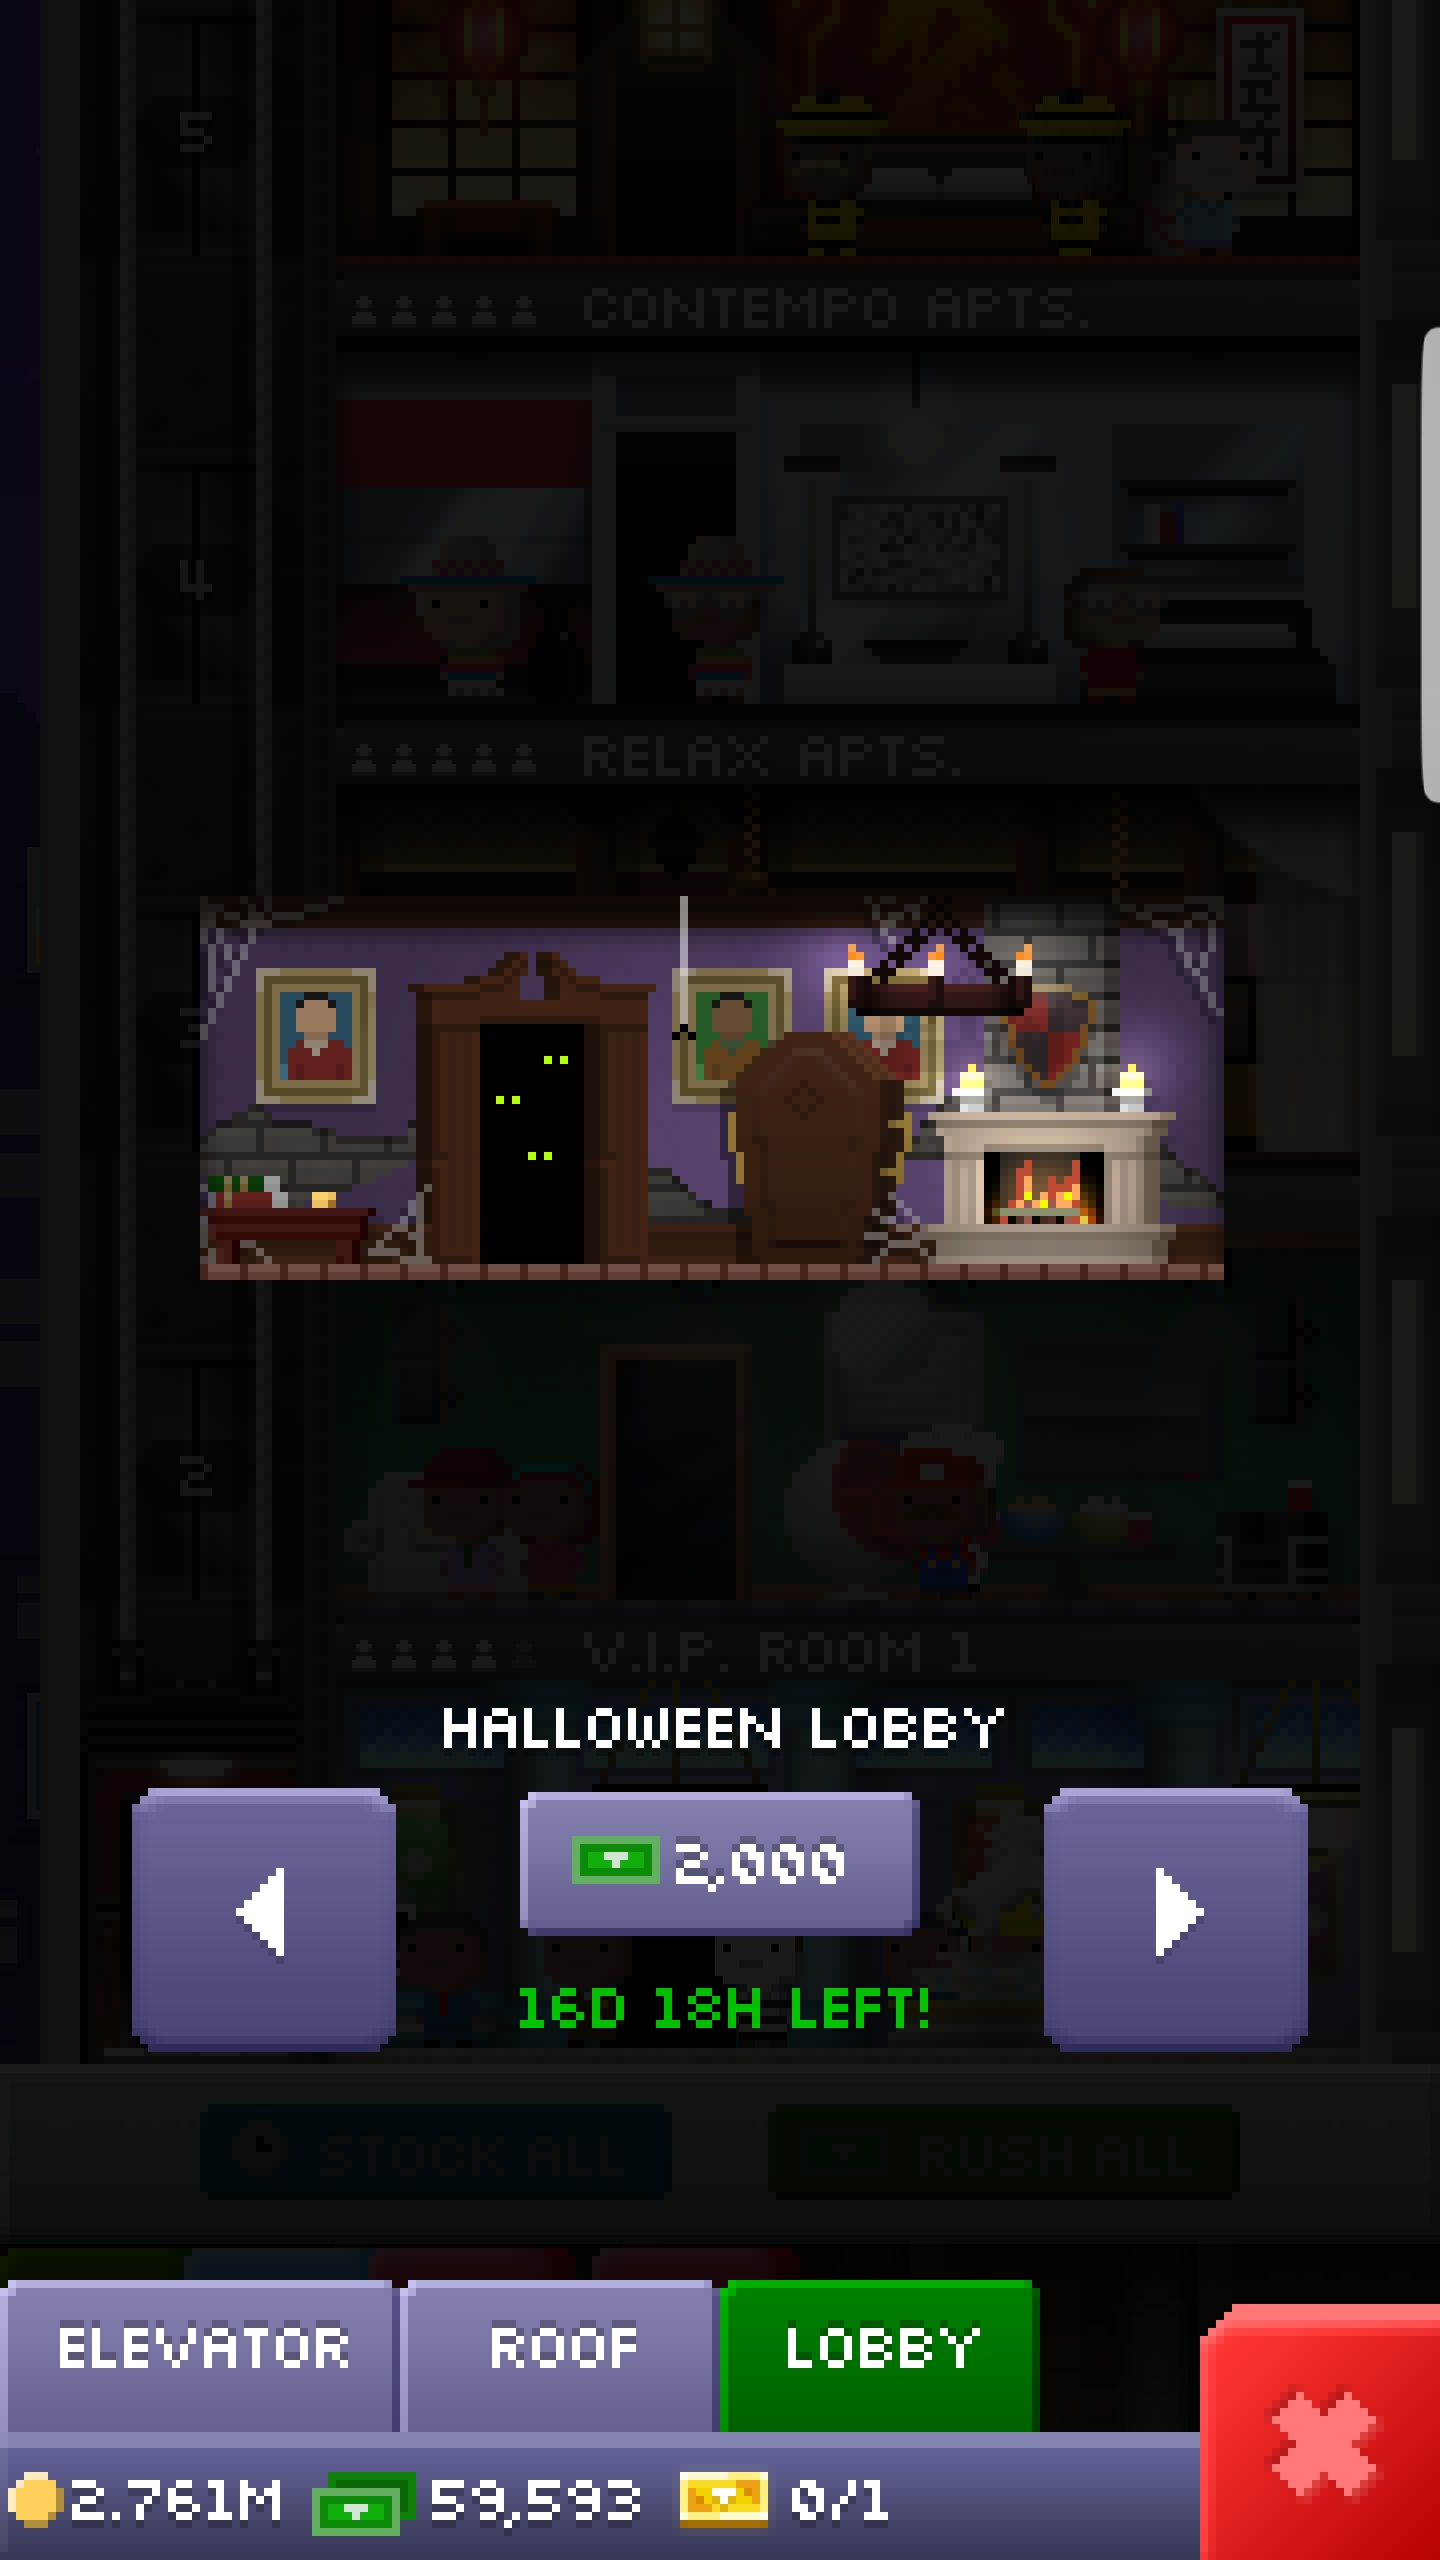 5
CONTEMPO APTS.
4
RELAX APTS.
3
2
V.I.P. ROOM 1
HALLOWEEN LOBBY
2,000
16D 18H LEFT!
STOCK ALL
RUSH ALL
ELEVATOR
ROOF
LOBBY
2.761M
59,593
0/1